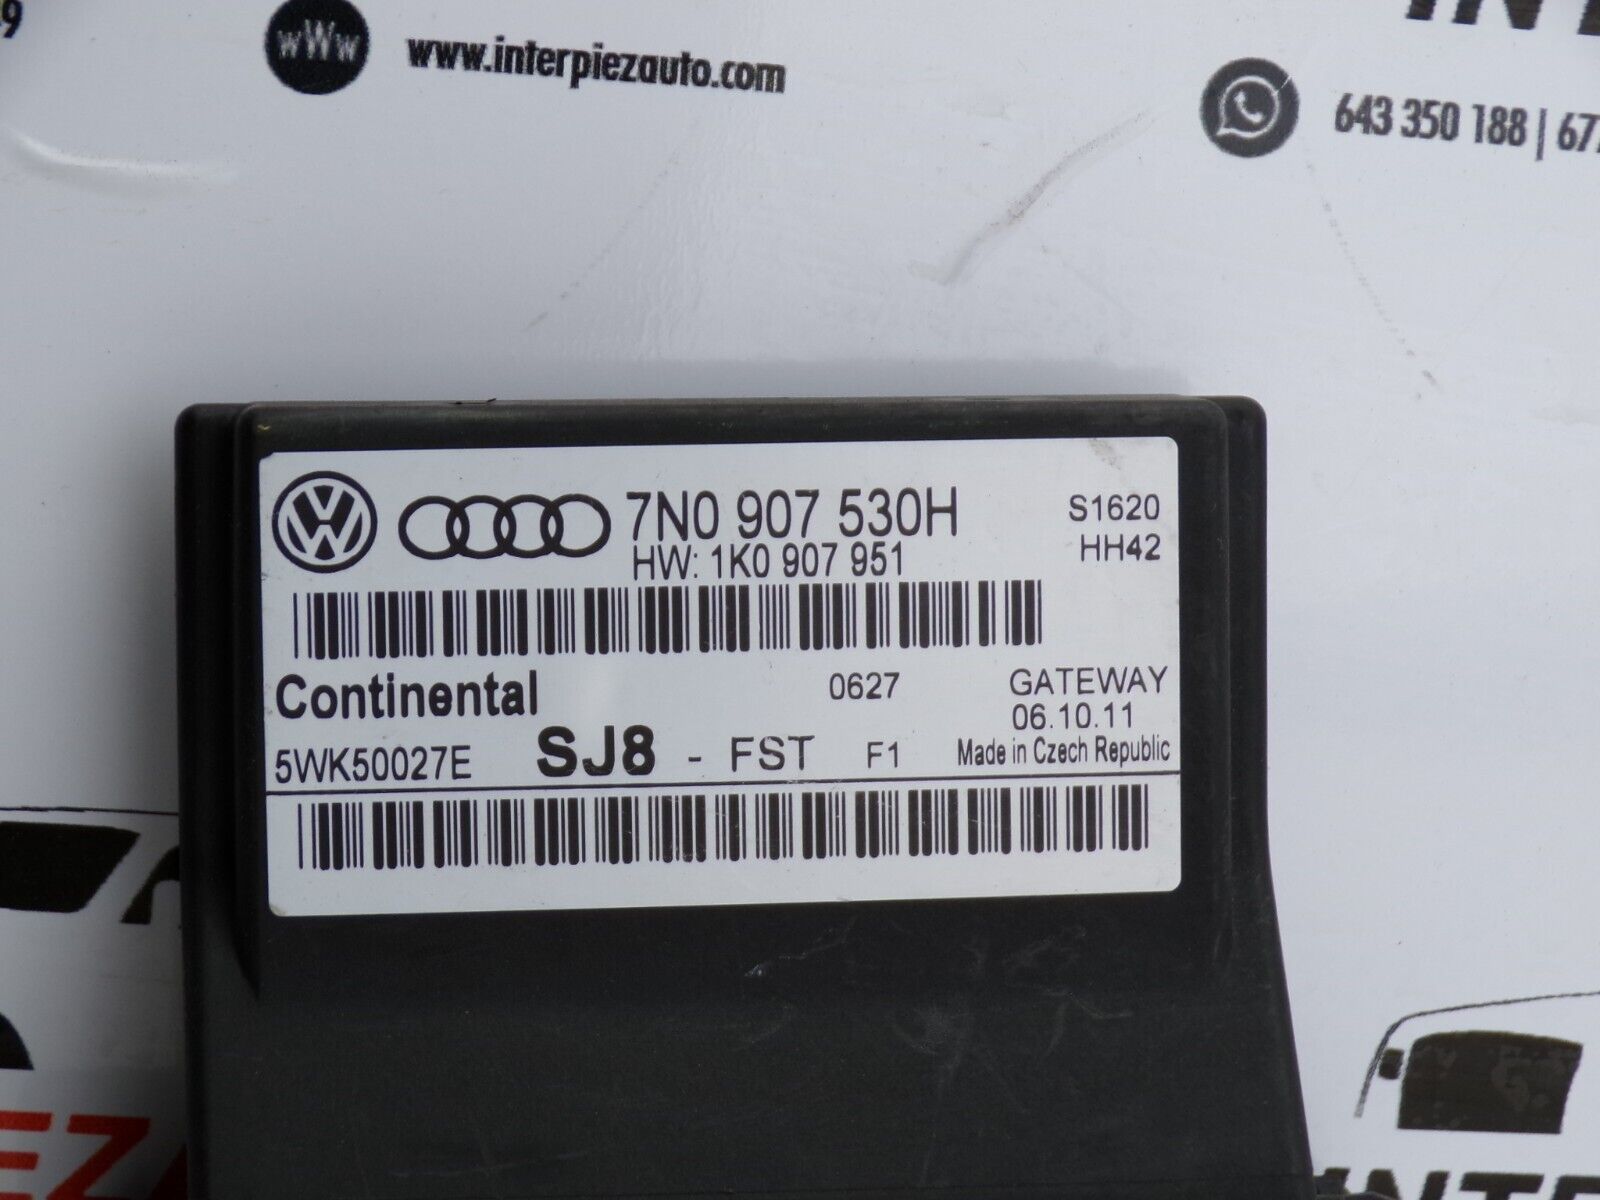 www.interpiezauto.com
643 350 188 | 67
7N0 907 530H
S1620
HW: 1K0 907 951
HH42
Continental
0627
GATEWAY
06.10.11
5WK50027E SJ8 - FST F1 Made in Czech Republic